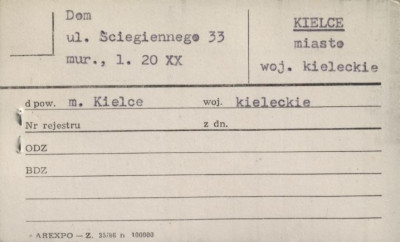 Dom
ul. Ściegiennego 33
mur., l. 20 XX
KIELCE
miasto
woj. kieleckie
d pow. m. Kielce woj. kieleckie
Nr rejestru z dn.
ODZ
BDZ
AREXPO — Z. 35/66 n 100000